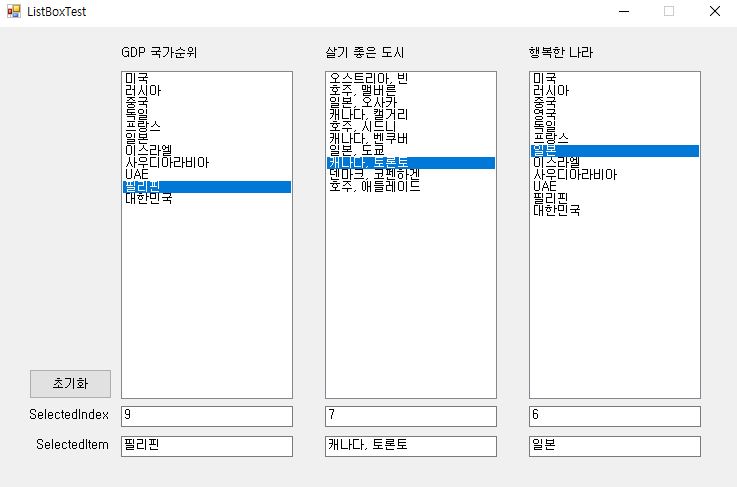 ListBoxTest
GDP 국가순위
살기 좋은 도시
행복한 나라
미국
러시아
중국
독일
프랑스
일본
이스라엘
사우디아라비아
UAE
필리핀
대한민국
오스트리아, 빈
호주, 맬버른
일본, 오사카
캐나다, 캘거리
호주, 시드니
캐나다, 벤쿠버
일본, 도쿄
캐나다, 토론토
덴마크, 코펜하겐
호주, 애들레이드
미국
러시아
중국
영국
독일
프랑스
일본
이스라엘
사우디아라비아
UAE
필리핀
대한민국
초기화
SelectedIndex 9 7 6
SelectedItem 필리핀 캐나다, 토론토 일본